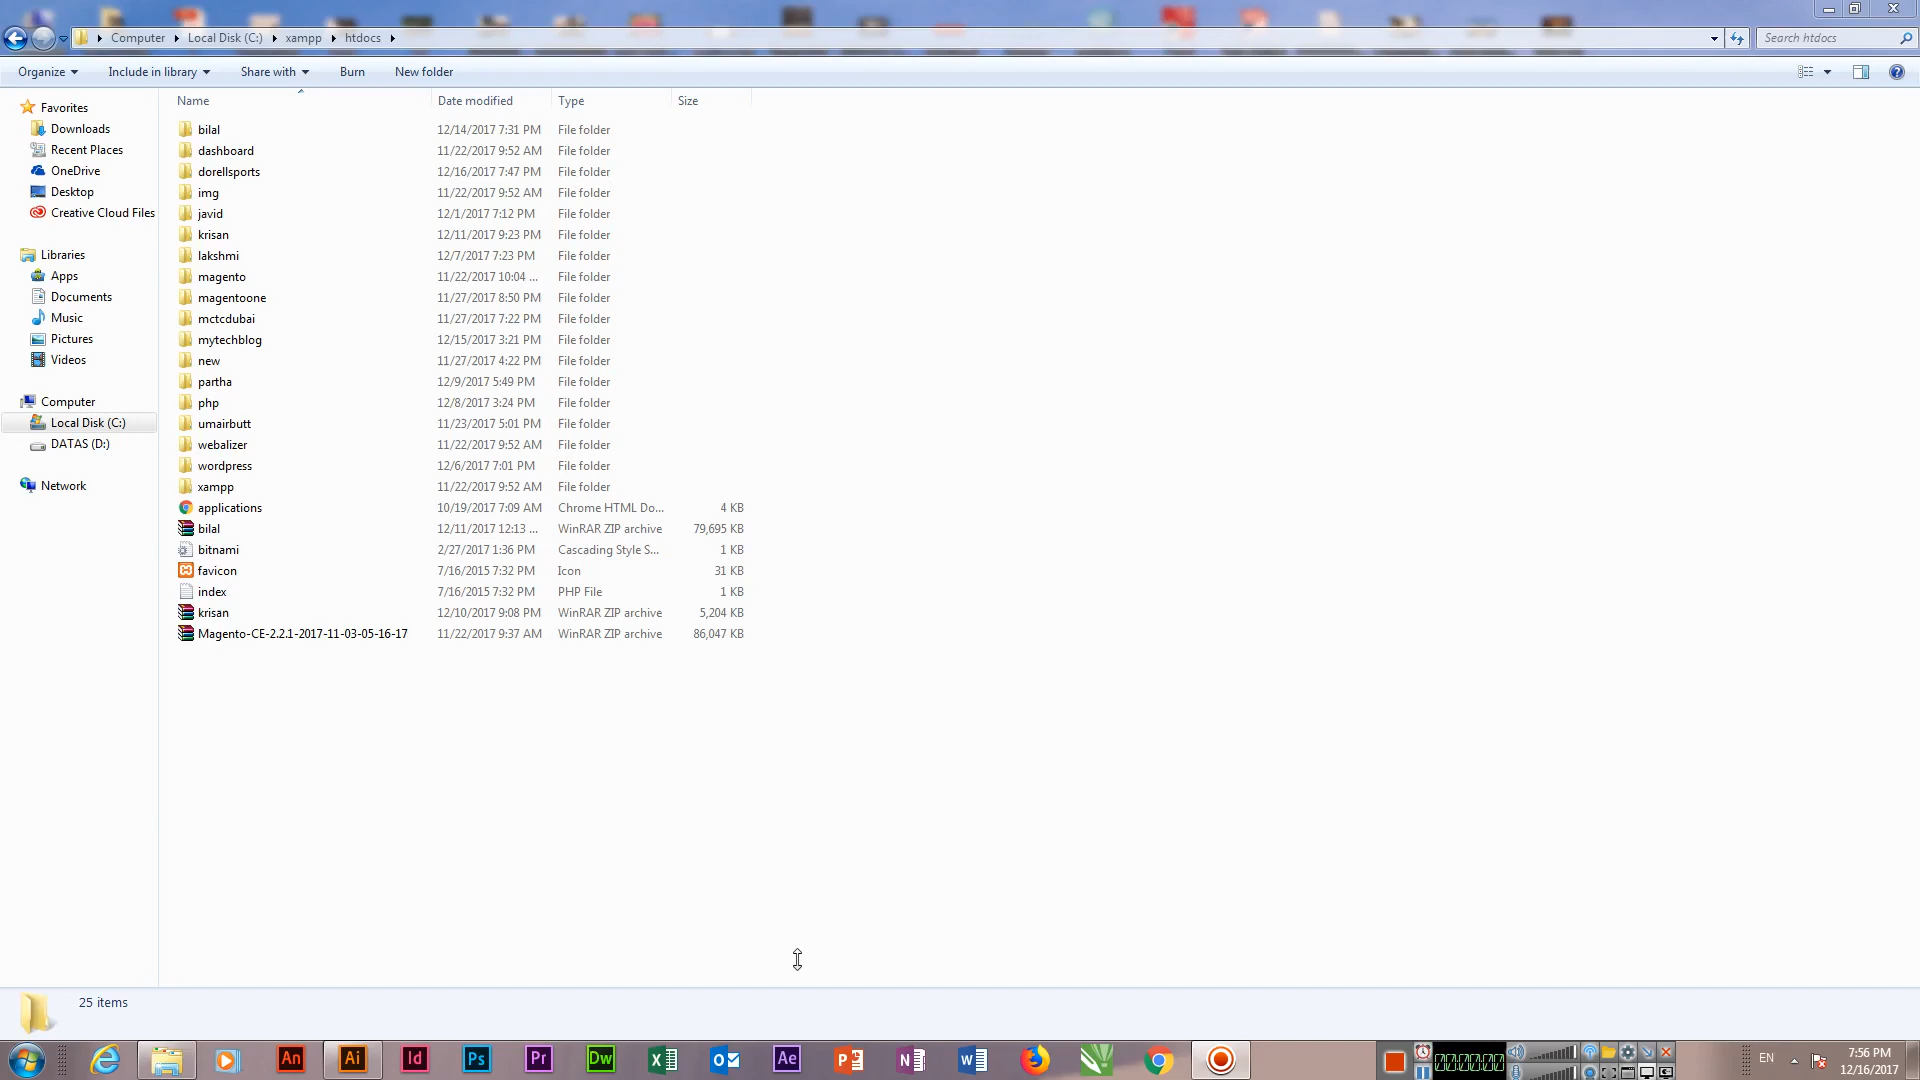 Computer Local Disk (C:) xampp htdocs Search htdocs
Organize Include in library Share with Burn New folder
Name Date modified Type Size
Favorites
Downloads
Recent Places
OneDrive
Desktop
Creative Cloud Files
Libraries
Apps
Documents
Music
Pictures
Videos
Computer
Local Disk (C:)
DATAS (D:)
Network
bilal 12/14/2017 7:31 PM File folder
dashboard 11/22/2017 9:52 AM File folder
dorellsports 12/16/2017 7:47 PM File folder
img 11/22/2017 9:52 AM File folder
javid 12/1/2017 7:12 PM File folder
krisan 12/11/2017 9:23 PM File folder
lakshmi 12/7/2017 7:23 PM File folder
magento 11/22/2017 10:04 ... File folder
magentoone 11/27/2017 8:50 PM File folder
mctcdubai 11/27/2017 7:22 PM File folder
mytechblog 12/15/2017 3:21 PM File folder
new 11/27/2017 4:22 PM File folder
partha 12/9/2017 5:49 PM File folder
php 12/8/2017 3:24 PM File folder
umairbutt 11/23/2017 5:01 PM File folder
webalizer 11/22/2017 9:52 AM File folder
wordpress 12/6/2017 7:01 PM File folder
xampp 11/22/2017 9:52 AM File folder
applications 10/19/2017 7:09 AM Chrome HTML Do... 4 KB
bilal 12/11/2017 12:13 ... WinRAR ZIP archive 79,695 KB
bitnami 2/27/2017 1:36 PM Cascading Style S... 1 KB
favicon 7/16/2015 7:32 PM Icon 31 KB
index 7/16/2015 7:32 PM PHP File 1 KB
krisan 12/10/2017 9:08 PM WinRAR ZIP archive 5,204 KB
Magento-CE-2.2.1-2017-11-03-05-16-17 11/22/2017 9:37 AM WinRAR ZIP archive 86,047 KB
25 items
An Ai Id Ps Pr Dw Ae
EN
7:56 PM
12/16/2017